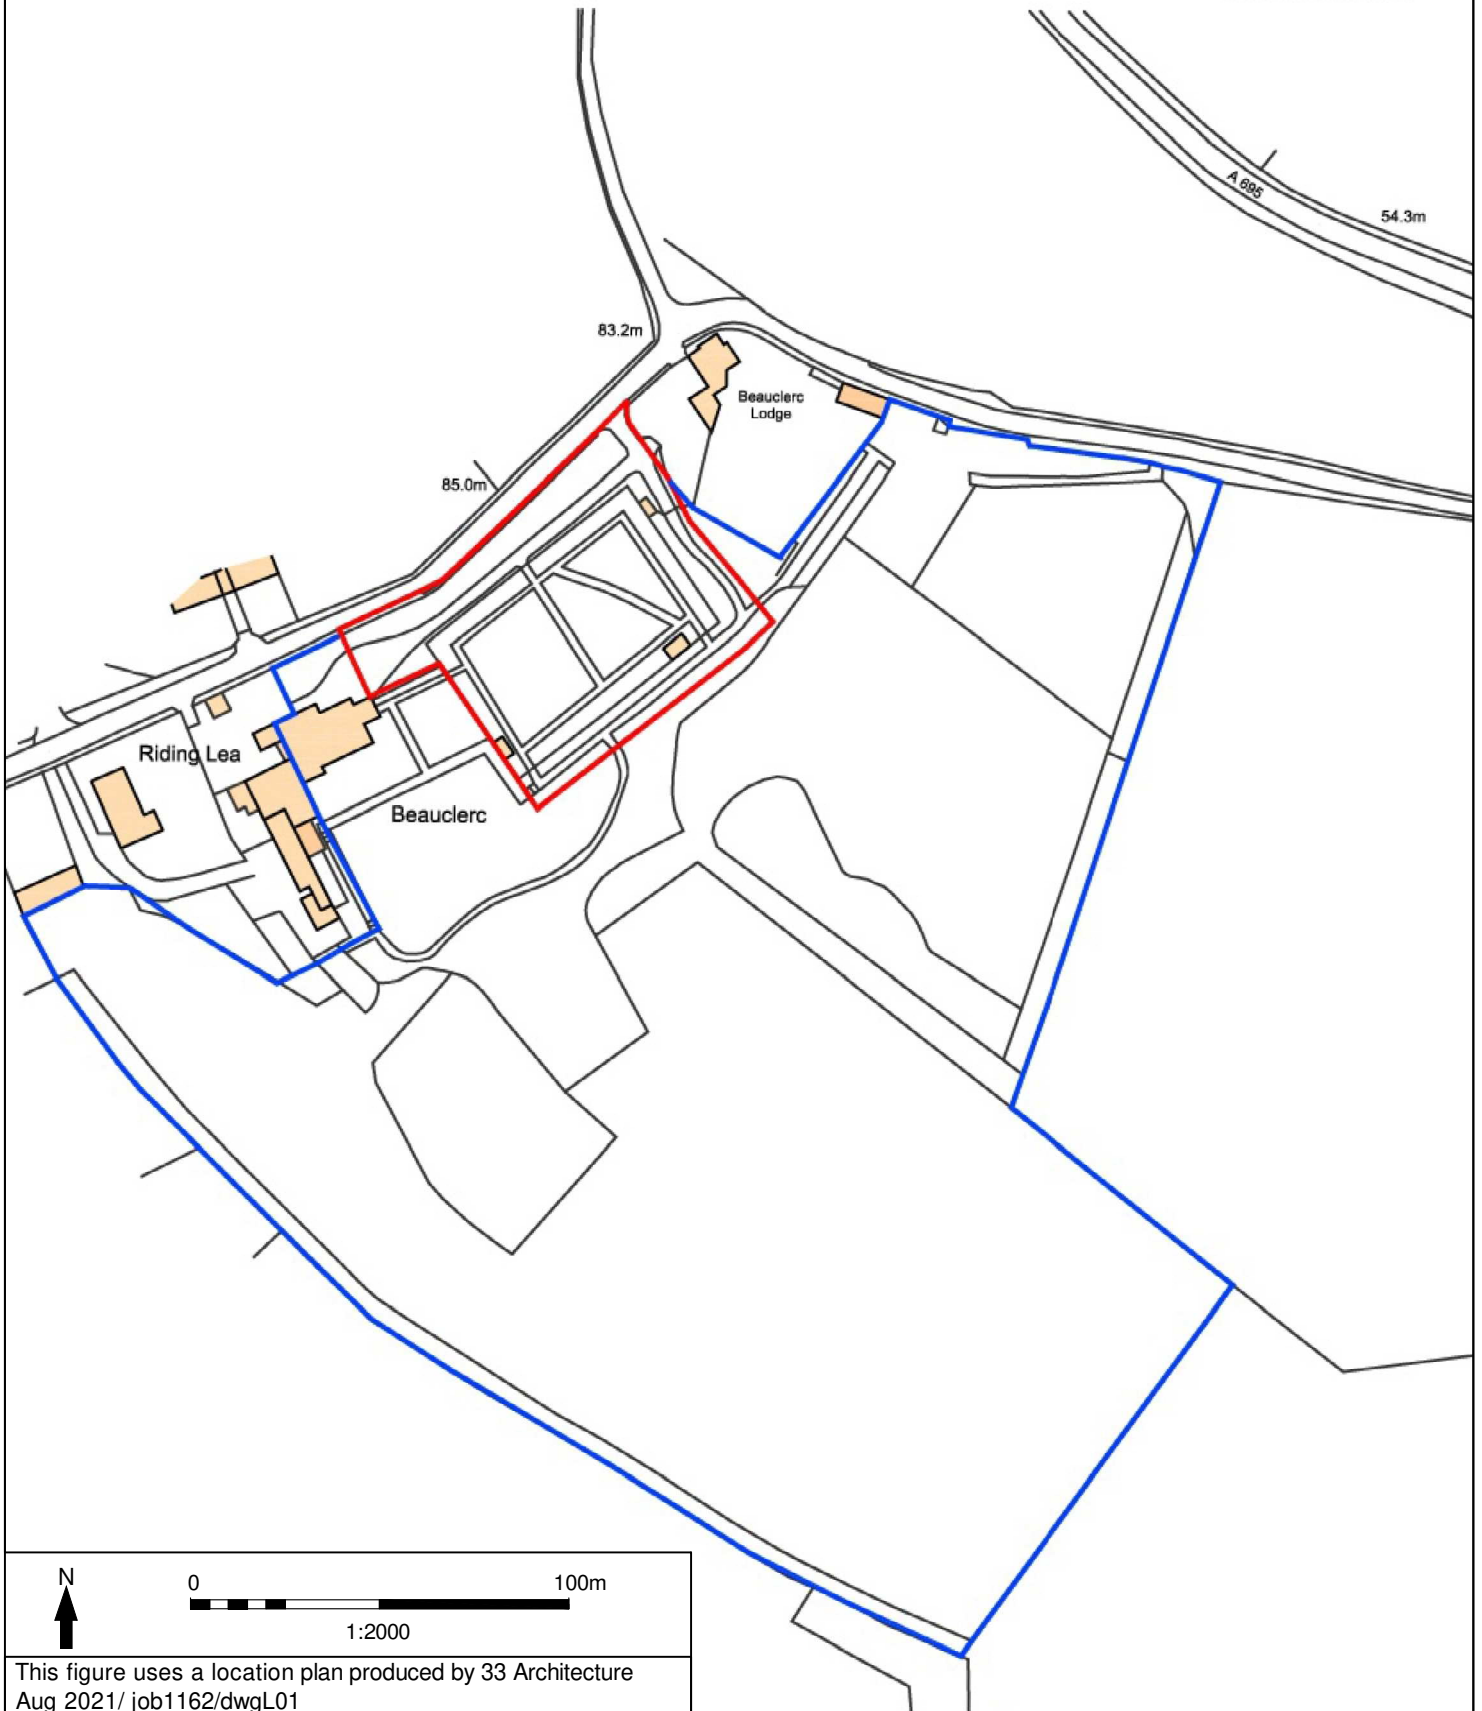 A 695
54.3m
83.2m
Beauclerc
Lodge
85.0m
Riding Lea
Beauclerc
N
0 100m
1:2000
This figure uses a location plan produced by 33 Architecture
Aug 2021/ job1162/dwgL01